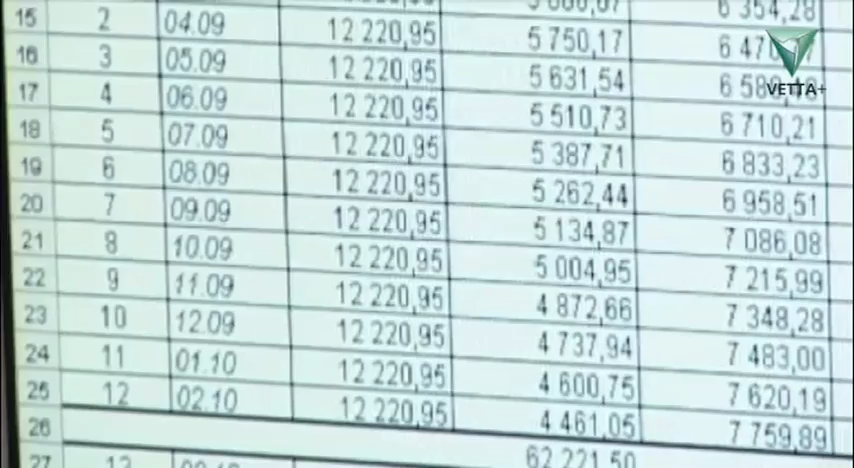 6 354,28
15 2 04.09 12 220,95 5 750,17
16 3 05.09 12 220,95 5 631,54
17 4 06.09 12 220,95 5 510,73 6 710,21
18 5 07.09 12 220,95 5 387,71 6 833,23
19 6 08.09 12 220,95 5 262,44 6 958,51
20 7 09.09 12 220,95 5 134,87 7 086,08
21 8 10.09 12 220,95 5 004,95 7 215,99
22 9 11.09 12 220,95 4 872,66 7 348,28
23 10 12.09 12 220,95 4 737,94 7 483,00
24 11 01.10 12 220,95 4 600,75 7 620,19
25 12 02.10 12 220,95 4 461,05 7 759,89
26 62 221,50
27
VETTA+